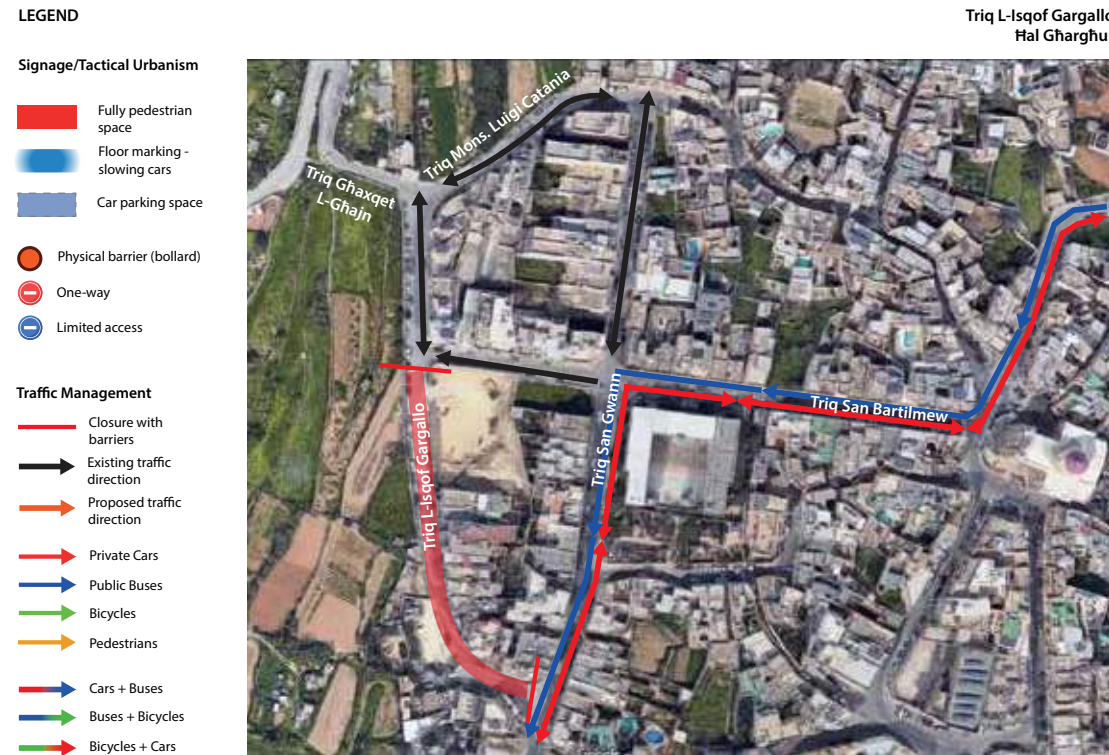 LEGEND
Triq L-Isqof Gargallo
Ħal Għargħu
Signage/Tactical Urbanism
Fully pedestrian
space
Floor marking -
slowing cars
Car parking space
Physical barrier (bollard)
One-way
Limited access
Traffic Management
Closure with
barriers
Existing traffic
direction
Proposed traffic
direction
Private Cars
Public Buses
Bicycles
Pedestrians
Cars + Buses
Buses + Bicycles
Bicycles + Cars
Triq Mons. Luigi Catania
Triq Għaxqet
L-Għajn
Triq San Bartilmew
Triq San Gwann
Triq L-Isqof Gargallo